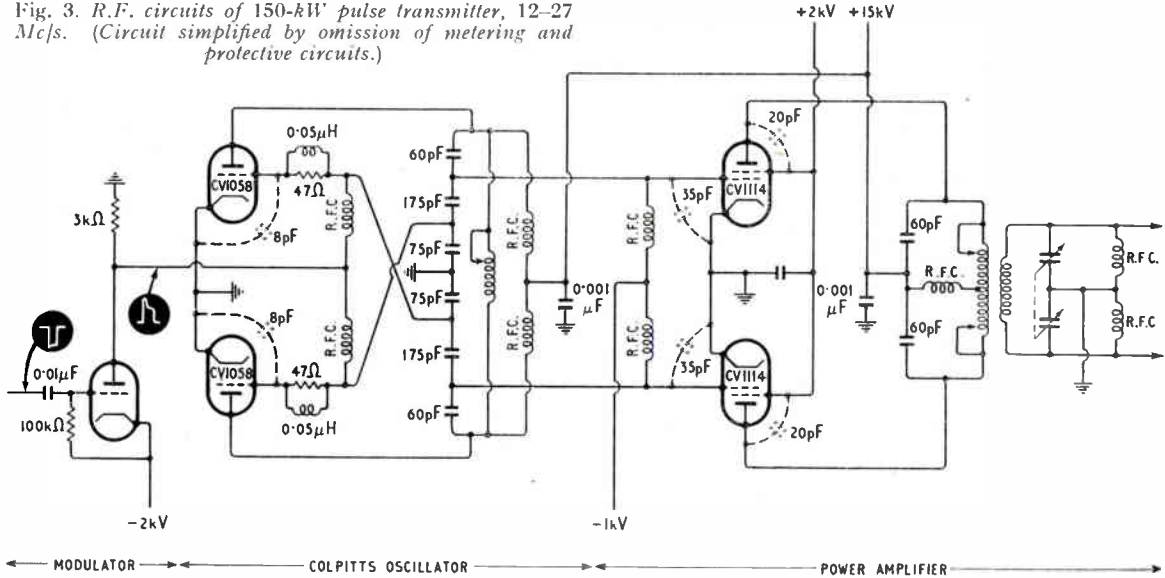 Fig. 3. R.F. circuits of 150-kW pulse transmitter, 12–27
Mc/s. (Circuit simplified by omission of metering and
protective circuits.)
+2kV +15kV
0·05μH
CV1058
47Ω
R.F.C.
8pF
3kΩ
60pF
175pF
75pF
75pF
175pF
60pF
R.F.C.
R.F.C.
0·001
μF
R.F.C.
R.F.C.
35pF
20pF
CV1114
0·001
μF
60pF
R.F.C.
60pF
R.F.C.
R.F.C
8pF
R.F.C.
CV1058
47Ω
0·05μH
0·01μF
100kΩ
35pF
CV1114
20pF
-2kV
-1kV
MODULATOR
COLPITTS OSCILLATOR
POWER AMPLIFIER